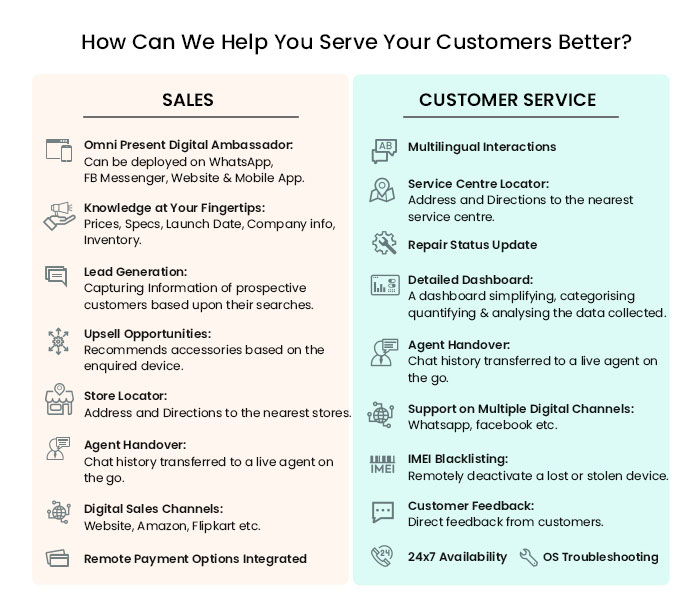 How Can We Help You Serve Your Customers Better?
SALES
Omni Present Digital Ambassador:
Can be deployed on WhatsApp,
FB Messenger, Website & Mobile App.
Knowledge at Your Fingertips:
Prices, Specs, Launch Date, Company info,
Inventory.
Lead Generation:
Capturing Information of prospective
customers based upon their searches.
Upsell Opportunities:
Recommends accessories based on the
enquired device.
Store Locator:
Address and Directions to the nearest stores.
Agent Handover:
Chat history transferred to a live agent on
the go.
Digital Sales Channels:
Website, Amazon, Flipkart etc.
Remote Payment Options Integrated
CUSTOMER SERVICE
AB
Multilingual Interactions
Service Centre Locator:
Address and Directions to the nearest
service centre.
Repair Status Update
Detailed Dashboard:
A dashboard simplifying, categorising
quantifying & analysing the data collected.
Agent Handover:
Chat history transferred to a live agent on
the go.
Support on Multiple Digital Channels:
Whatsapp, facebook etc.
IMEI
IMEI Blacklisting:
Remotely deactivate a lost or stolen device.
Customer Feedback:
Direct feedback from customers.
24
24x7 Availability
OS Troubleshooting